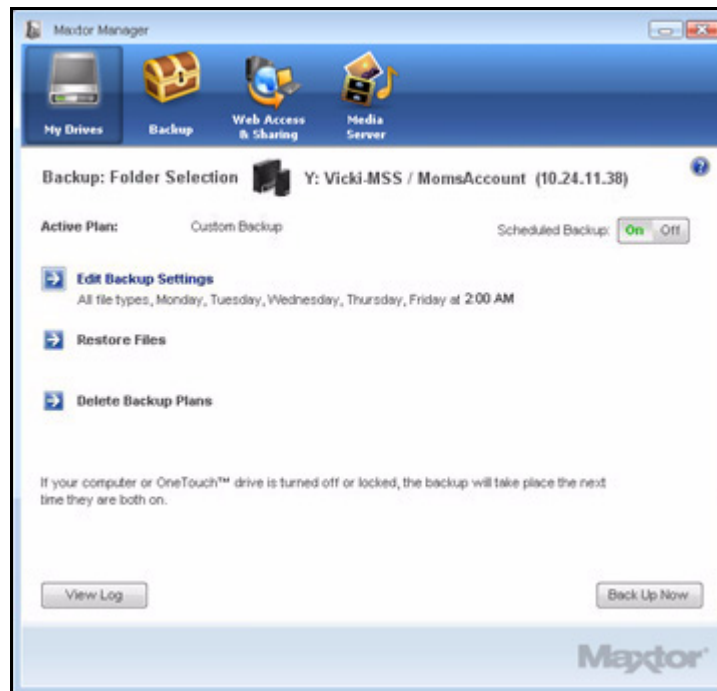 Maxtor Manager
My Drives
Backup
Web Access
& Sharing
Media
Server
Backup: Folder Selection Y: Vicki-MSS / MomsAccount (10.24.11.38)
?
Active Plan: Custom Backup Scheduled Backup: On Off
Edit Backup Settings
All file types, Monday, Tuesday, Wednesday, Thursday, Friday at 2:00 AM
Restore Files
Delete Backup Plans
If your computer or OneTouch™ drive is turned off or locked, the backup will take place the next
time they are both on.
View Log
Back Up Now
Maxtor